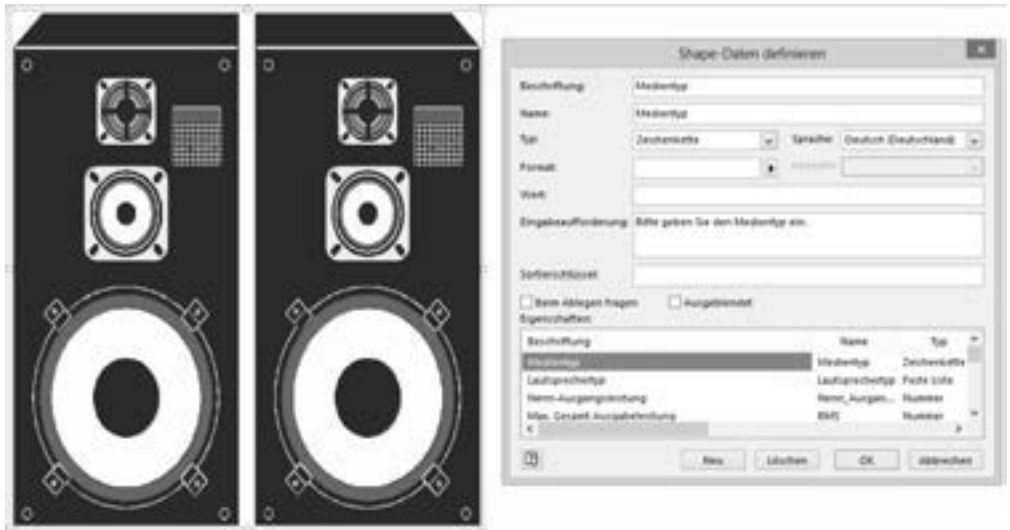 Shape-Daten definieren
Beschriftung: Medientyp
Name: Medientyp
Typ: Zeichenkette Sprache: Deutsch (Deutschland)
Format:
Wert:
Eingabeaufforderung: Bitte geben Sie den Medientyp ein.
Sortierschlüssel:
Beim Ablegen fragen Ausgeblendet
Eigenschaften:
Beschriftung Name Typ
Medientyp Medientyp Zeichenkette
Lautsprechertyp Lautsprechertyp Feste Liste
Nenn-Ausgangsleistung Nenn_Ausgan... Nummer
Max. Gesamt Ausgabeleistung RMS Nummer
Neu Löschen OK Abbrechen